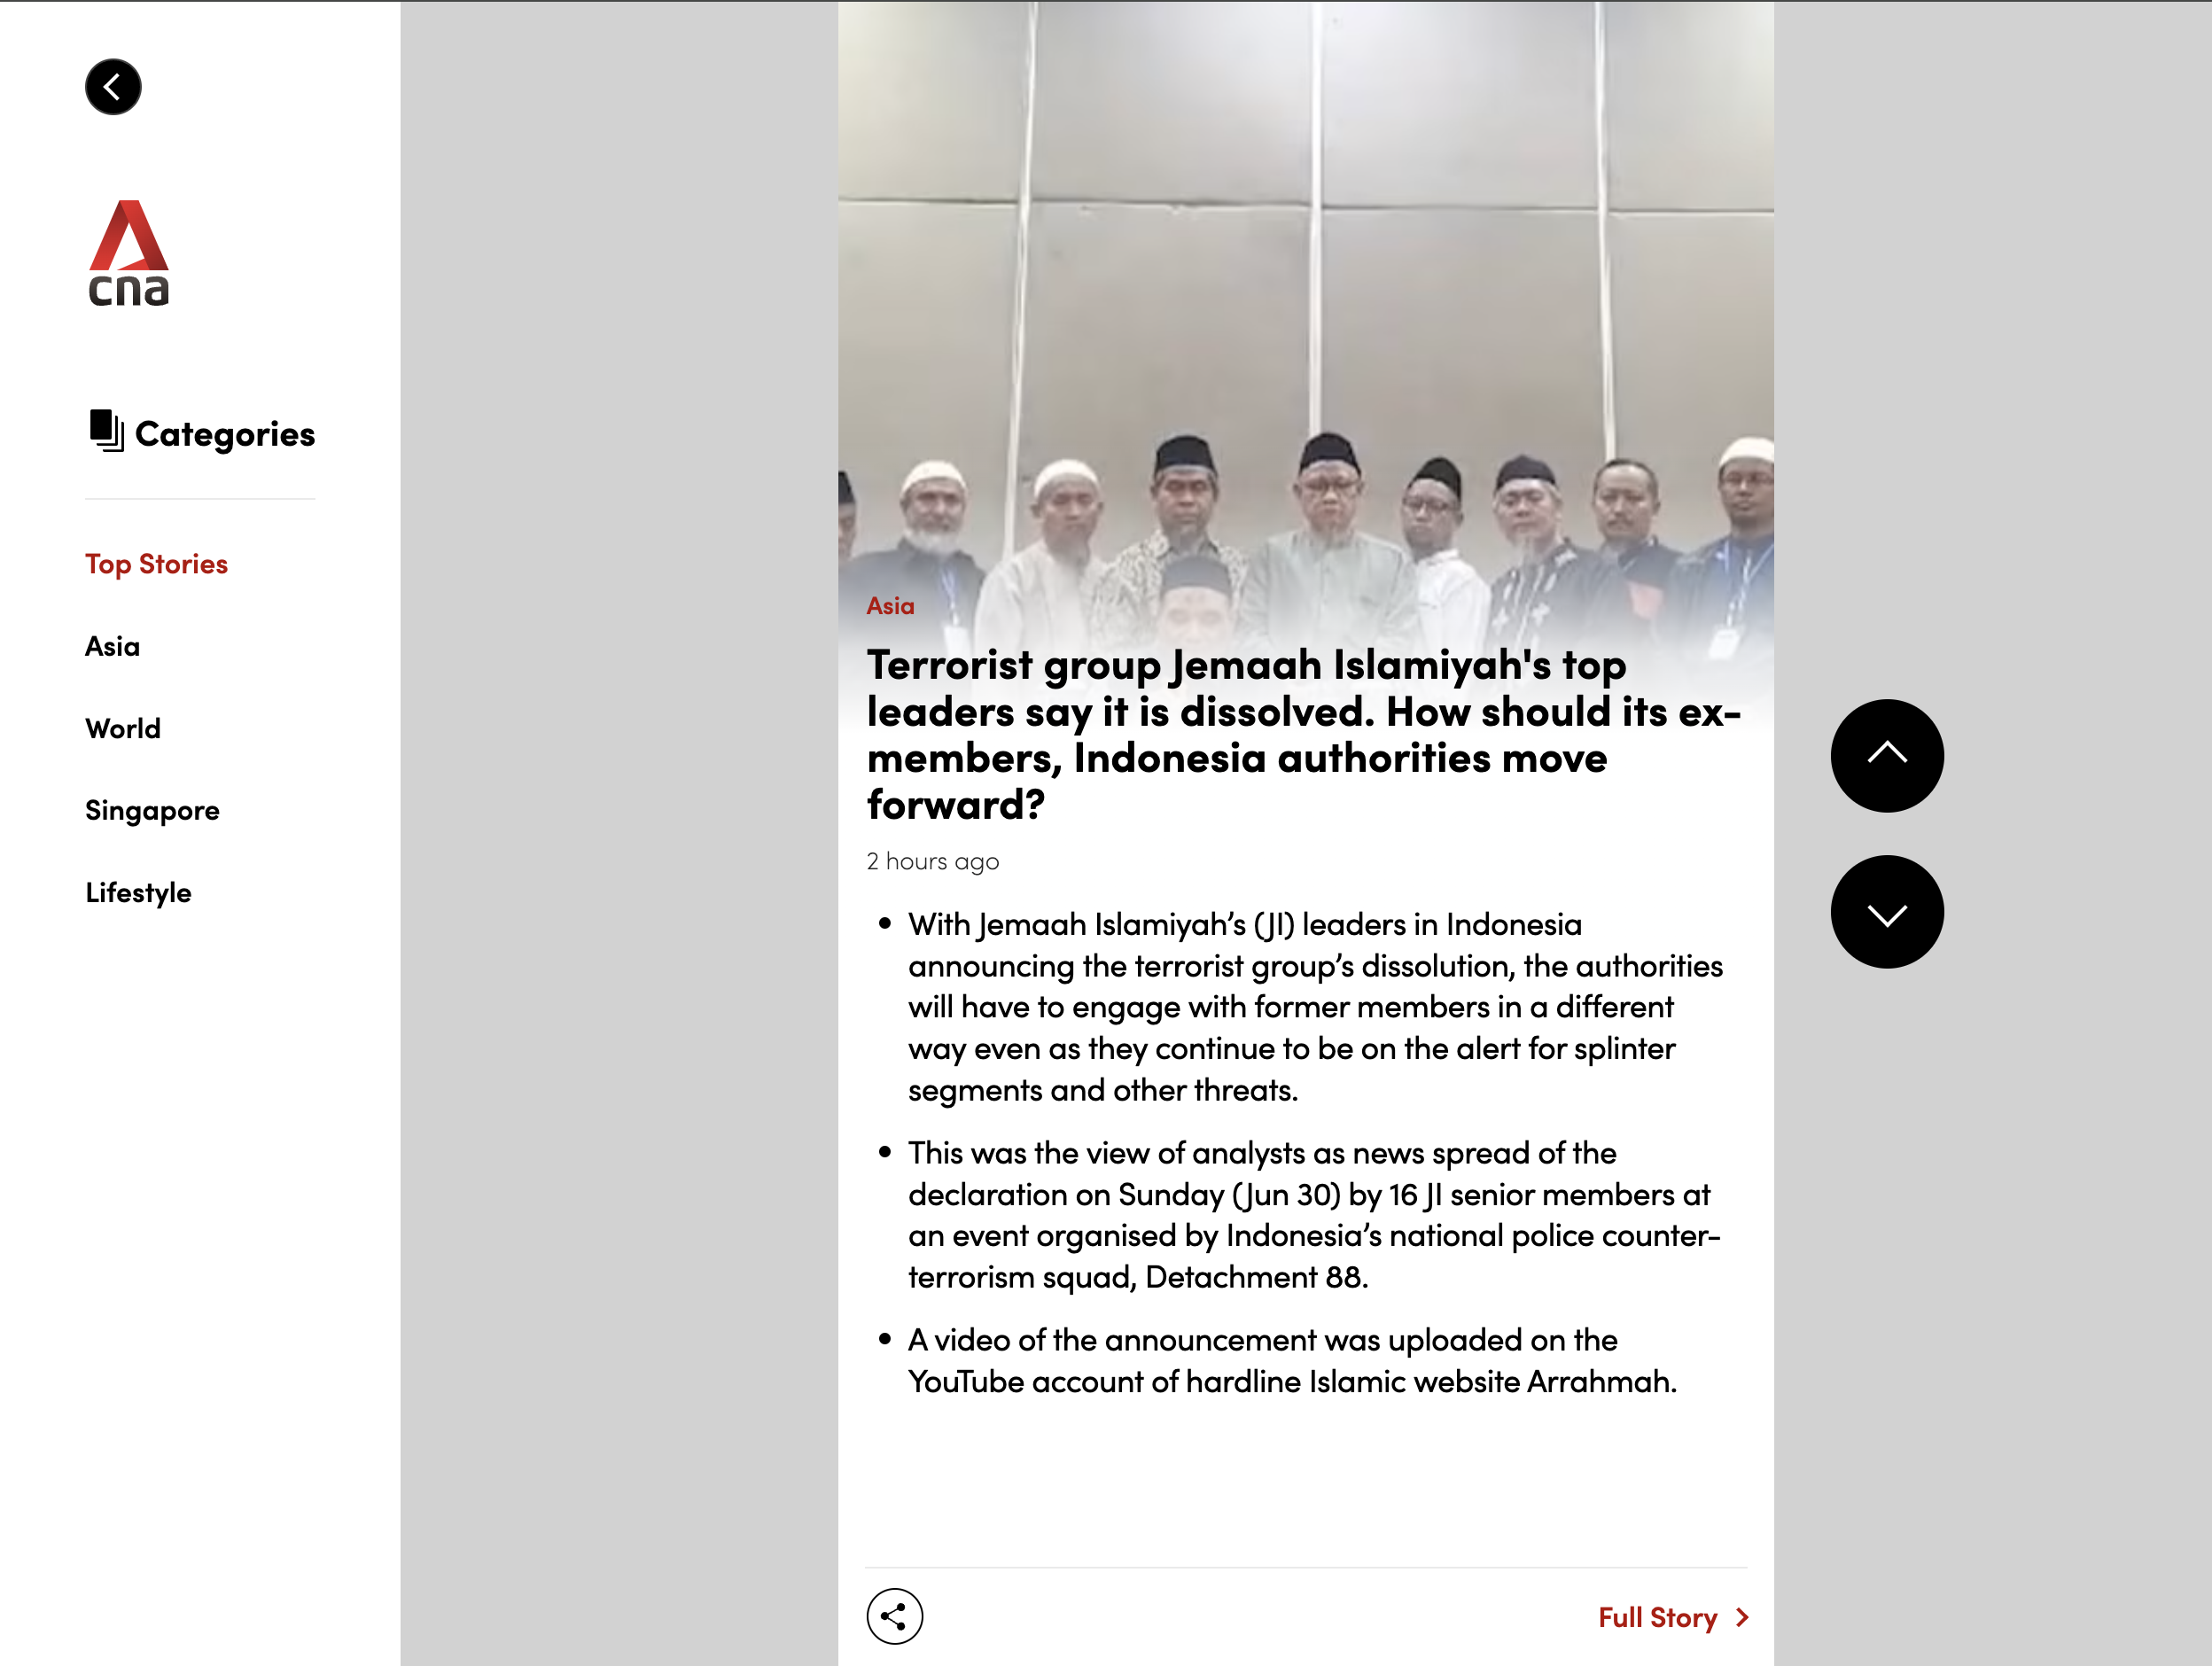 cna
Categories
Top Stories
Asia
World
Singapore
Lifestyle
Asia
Terrorist group Jemaah Islamiyah's top
leaders say it is dissolved. How should its ex-
members, Indonesia authorities move
forward?
2 hours ago
• With Jemaah Islamiyah’s (JI) leaders in Indonesia
announcing the terrorist group’s dissolution, the authorities
will have to engage with former members in a different
way even as they continue to be on the alert for splinter
segments and other threats.
• This was the view of analysts as news spread of the
declaration on Sunday (Jun 30) by 16 JI senior members at
an event organised by Indonesia’s national police counter-
terrorism squad, Detachment 88.
• A video of the announcement was uploaded on the
YouTube account of hardline Islamic website Arrahmah.
Full Story